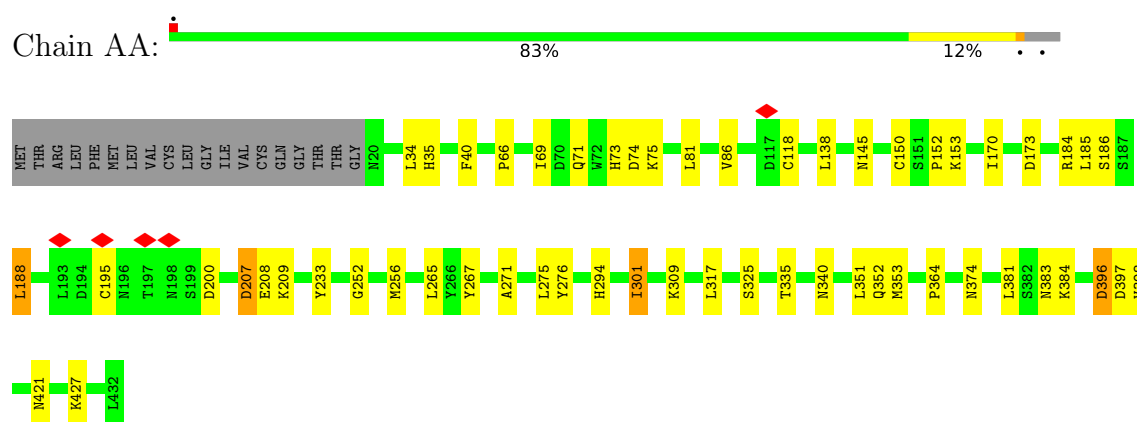 Chain AA:
83% 12% • •
MET THR ARG LEU PHE MET LEU VAL CYS LEU GLY ILE VAL CYS GLN GLY THR THR GLY N20 L34 H35 F40 P66 I69 D70 Q71 W72 H73 D74 K75 L81 V86 D117 C118 L138 N145 C150 S151 P152 K153 I170 D173 R184 L185 S186 S187
L188 L193 D194 C195 N196 T197 N198 S199 D200 D207 E208 K209 Y233 G252 M256 L265 Y266 Y267 A271 L275 Y276 H294 I301 K309 L317 S325 T335 N340 L351 Q352 M353 P364 N374 L381 S382 N383 K384 D396 D397
N421 K427 L432